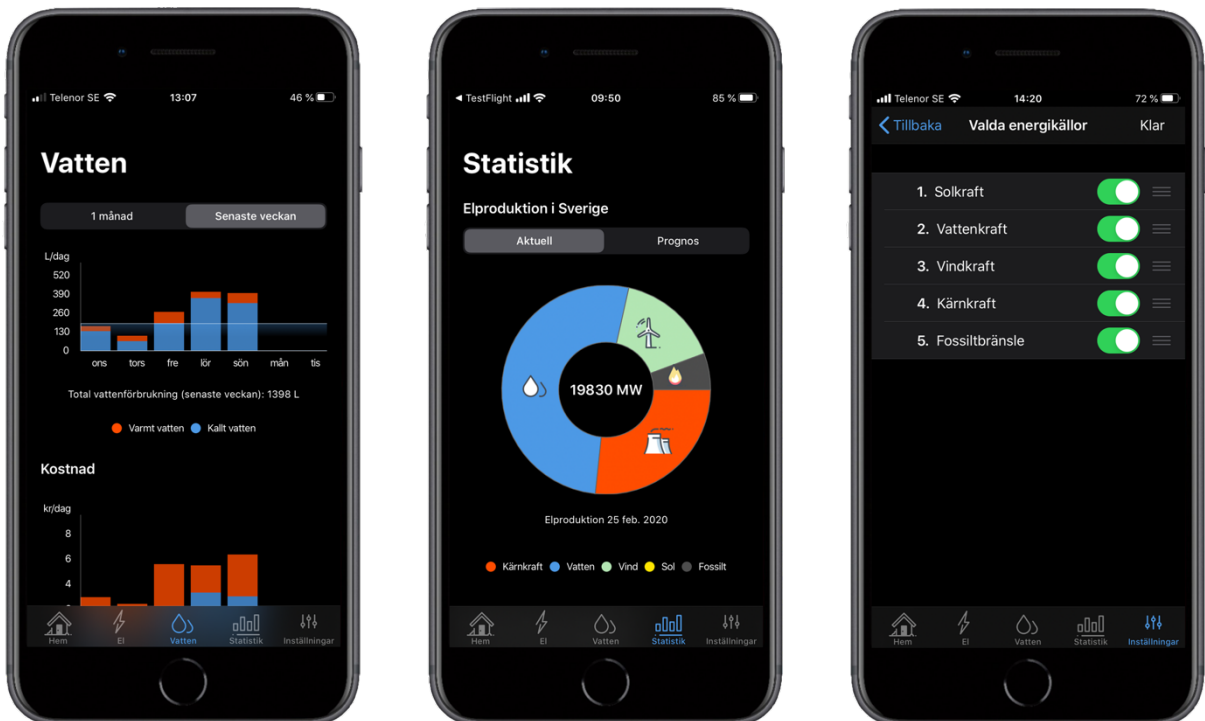 Telenor SE 13:07 46 %
Vatten
1 månad Senaste veckan
L/dag
520
390
260
130
0
ons tors fre lör sön mån tis
Total vattenförbrukning (senaste veckan): 1398 L
Varmt vatten Kallt vatten
Kostnad
kr/dag
8
6
4
Hem El Vatten Statistik Inställningar
TestFlight 09:50 85 %
Statistik
Elproduktion i Sverige
Aktuell Prognos
19830 MW
Elproduktion 25 feb. 2020
Kärnkraft Vatten Vind Sol Fossilt
Hem El Vatten Statistik Inställningar
Telenor SE 14:20 72 %
Tillbaka Valda energikällor Klar
1. Solkraft
2. Vattenkraft
3. Vindkraft
4. Kärnkraft
5. Fossiltbränsle
Hem El Vatten Statistik Inställningar